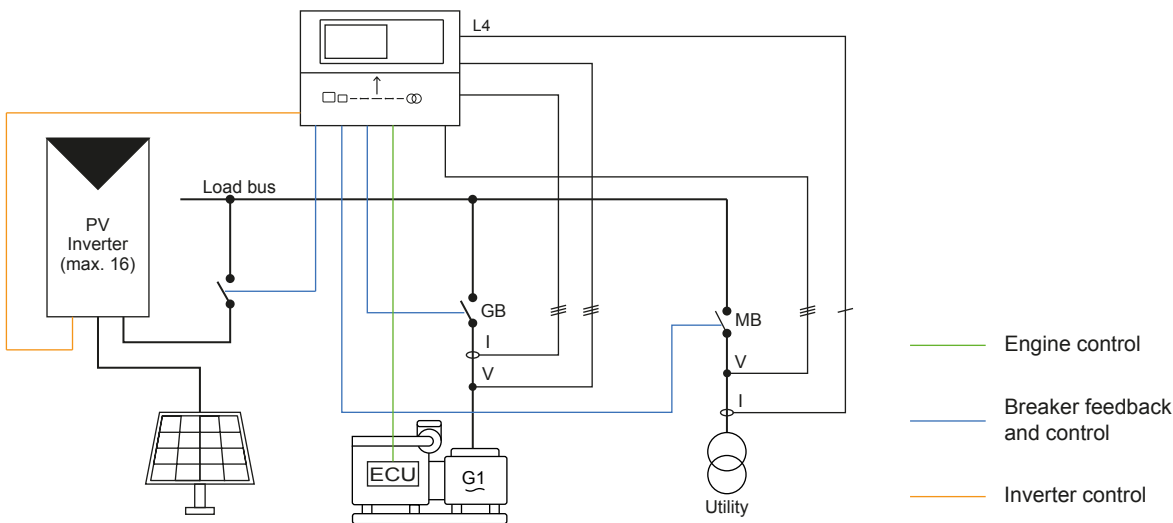 L4
Load bus
PV
Inverter
(max. 16)
GB
I
V
MB
V
I
ECU
G1
Utility
Engine control
Breaker feedback
and control
Inverter control